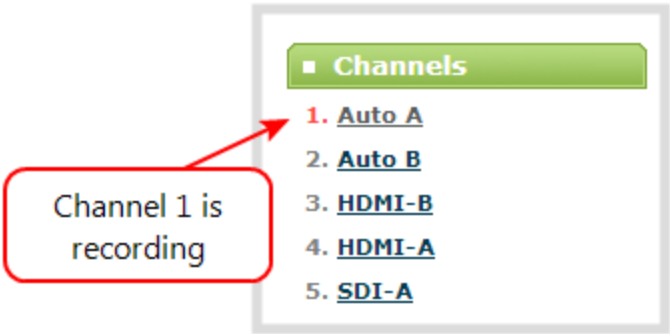 Channels
1. Auto A
2. Auto B
3. HDMI-B
4. HDMI-A
5. SDI-A
Channel 1 is
recording